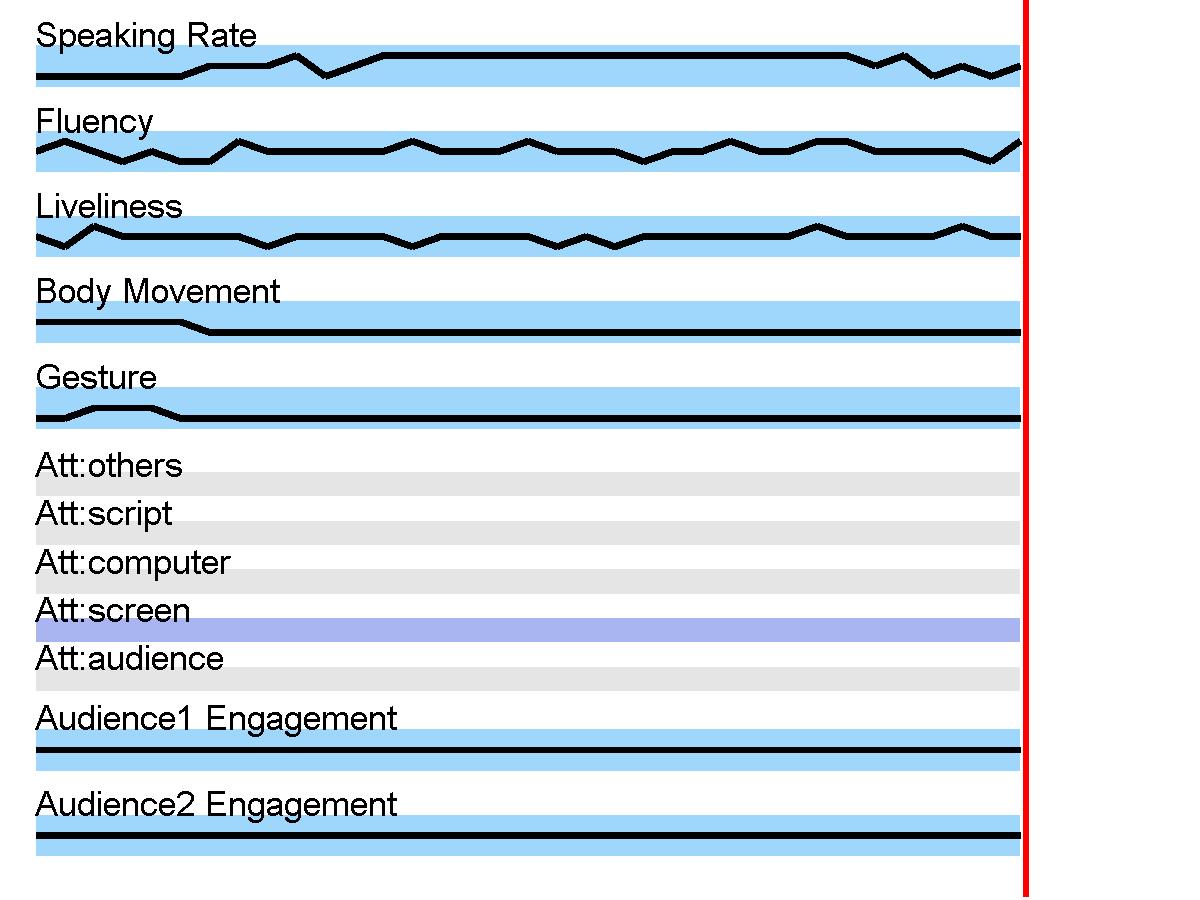 Speaking Rate
Fluency
Liveliness
Body Movement
Gesture
Att:others
Att:script
Att:computer
Att:screen
Att:audience
Audience1 Engagement
Audience2 Engagement